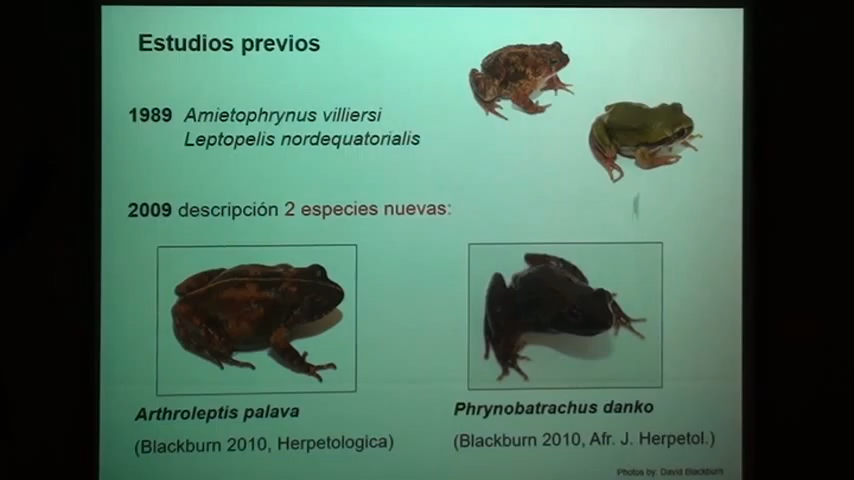 Estudios previos
1989 Amietophrynus villiersi
Leptopelis nordequatorialis
2009 descripción 2 especies nuevas:
Arthroleptis palava
Phrynobatrachus danko
(Blackburn 2010, Herpetologica)
(Blackburn 2010, Afr. J. Herpetol.)
Photos by: David Blackburn